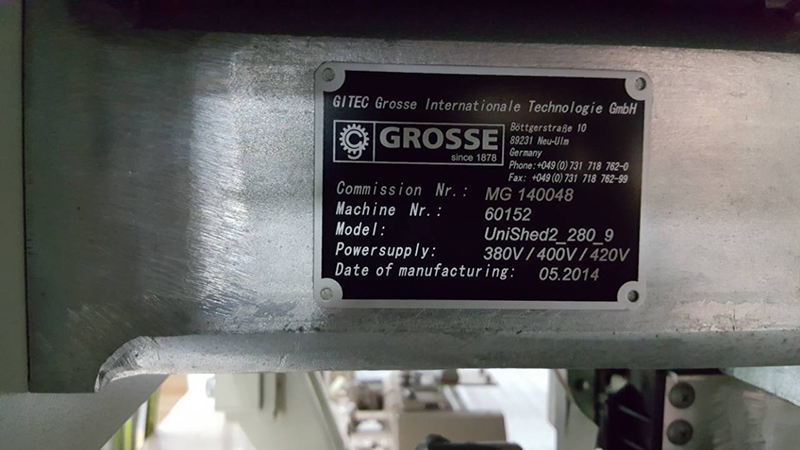 GITEC Grosse Internationale Technologie GmbH
GROSSE
since 1878
Böttgerstraße 10
89231 Neu-Ulm
Germany
Phone:+049(0)731 718 762-0
Fax: +049(0)731 718 762-99
Commission Nr.: MG 140048
Machine Nr.: 60152
Model: UniShed2_280_9
Powersupply: 380V / 400V / 420V
Date of manufacturing: 05.2014